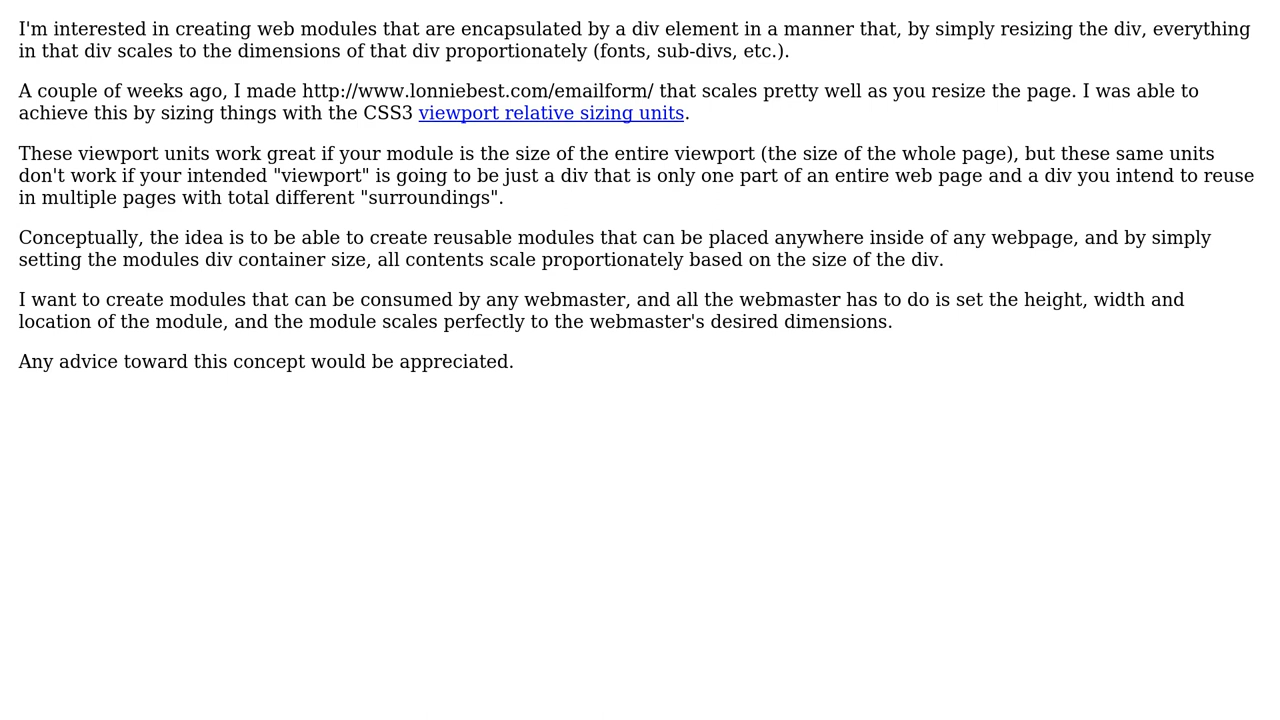 I'm interested in creating web modules that are encapsulated by a div element in a manner that, by simply resizing the div, everything
in that div scales to the dimensions of that div proportionately (fonts, sub-divs, etc.).
A couple of weeks ago, I made http://www.lonniebest.com/emailform/ that scales pretty well as you resize the page. I was able to
achieve this by sizing things with the CSS3 viewport relative sizing units.
These viewport units work great if your module is the size of the entire viewport (the size of the whole page), but these same units
don't work if your intended "viewport" is going to be just a div that is only one part of an entire web page and a div you intend to reuse
in multiple pages with total different "surroundings".
Conceptually, the idea is to be able to create reusable modules that can be placed anywhere inside of any webpage, and by simply
setting the modules div container size, all contents scale proportionately based on the size of the div.
I want to create modules that can be consumed by any webmaster, and all the webmaster has to do is set the height, width and
location of the module, and the module scales perfectly to the webmaster's desired dimensions.
Any advice toward this concept would be appreciated.